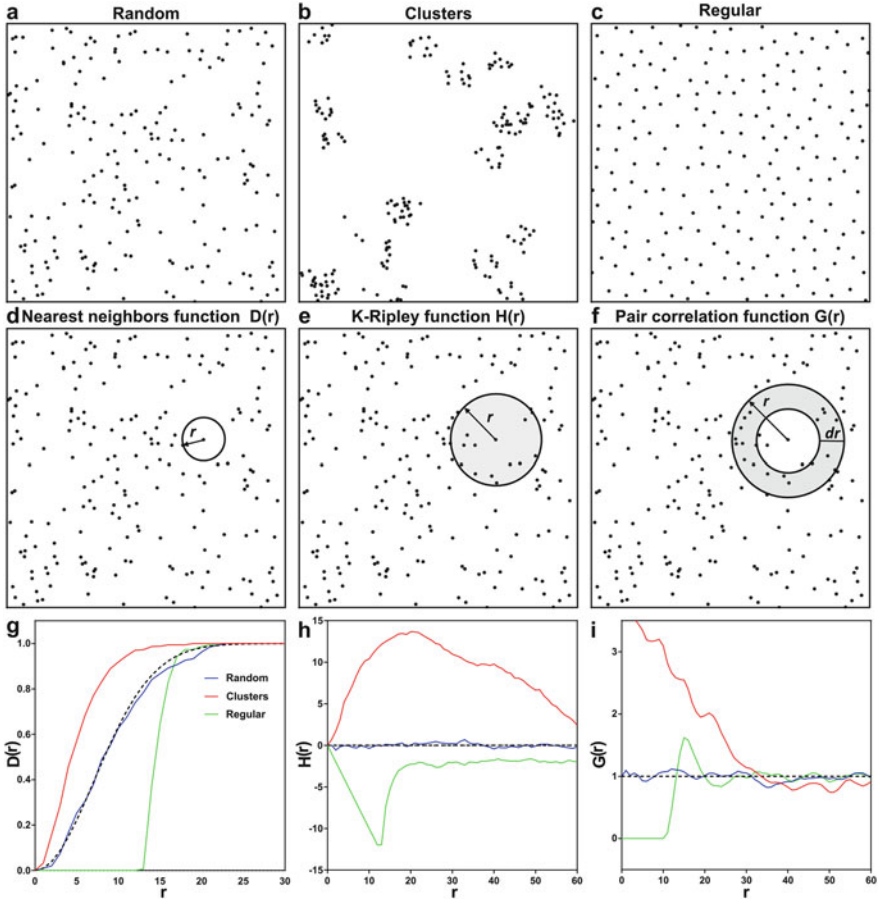 a Random
b Clusters
c Regular
d Nearest neighbors function D(r)
e K-Ripley function H(r)
f Pair correlation function G(r)
r
r
r
dr
g
1.0
0.8
0.6
0.4
0.2
0.0
D(r)
Random
Clusters
Regular
0 5 10 15 20 25 30
r
h
15
10
5
0
-5
-10
-15
H(r)
0 10 20 30 40 50 60
r
i
3
2
1
0
G(r)
0 10 20 30 40 50 60
r